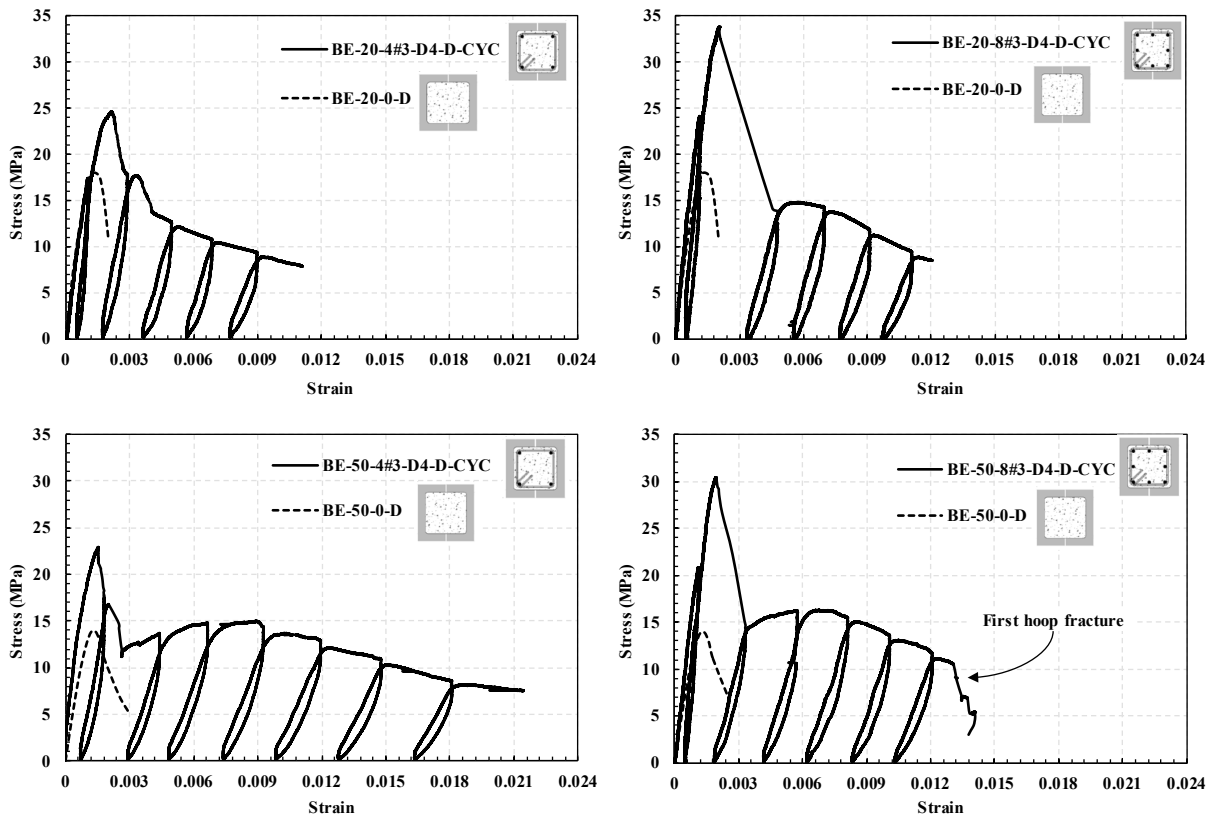 35
30
25
20
15
10
5
0
Stress (MPa)
BE-20-4#3-D4-D-CYC
BE-20-0-D
0 0.003 0.006 0.009 0.012 0.015 0.018 0.021 0.024
Strain
35
30
25
20
15
10
5
0
Stress (MPa)
BE-20-8#3-D4-D-CYC
BE-20-0-D
0 0.003 0.006 0.009 0.012 0.015 0.018 0.021 0.024
Strain
35
30
25
20
15
10
5
0
Stress (MPa)
BE-50-4#3-D4-D-CYC
BE-50-0-D
0 0.003 0.006 0.009 0.012 0.015 0.018 0.021 0.024
Strain
35
30
25
20
15
10
5
0
Stress (MPa)
BE-50-8#3-D4-D-CYC
BE-50-0-D
First hoop fracture
0 0.003 0.006 0.009 0.012 0.015 0.018 0.021 0.024
Strain